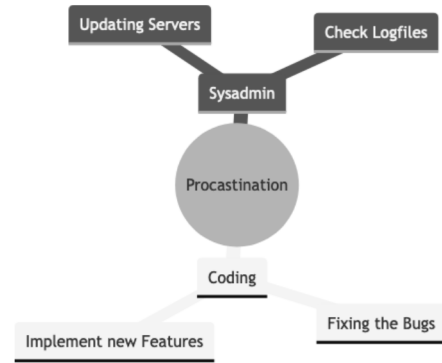 Updating Servers
Check Logfiles
Sysadmin
Procastination
Coding
Fixing the Bugs
Implement new Features